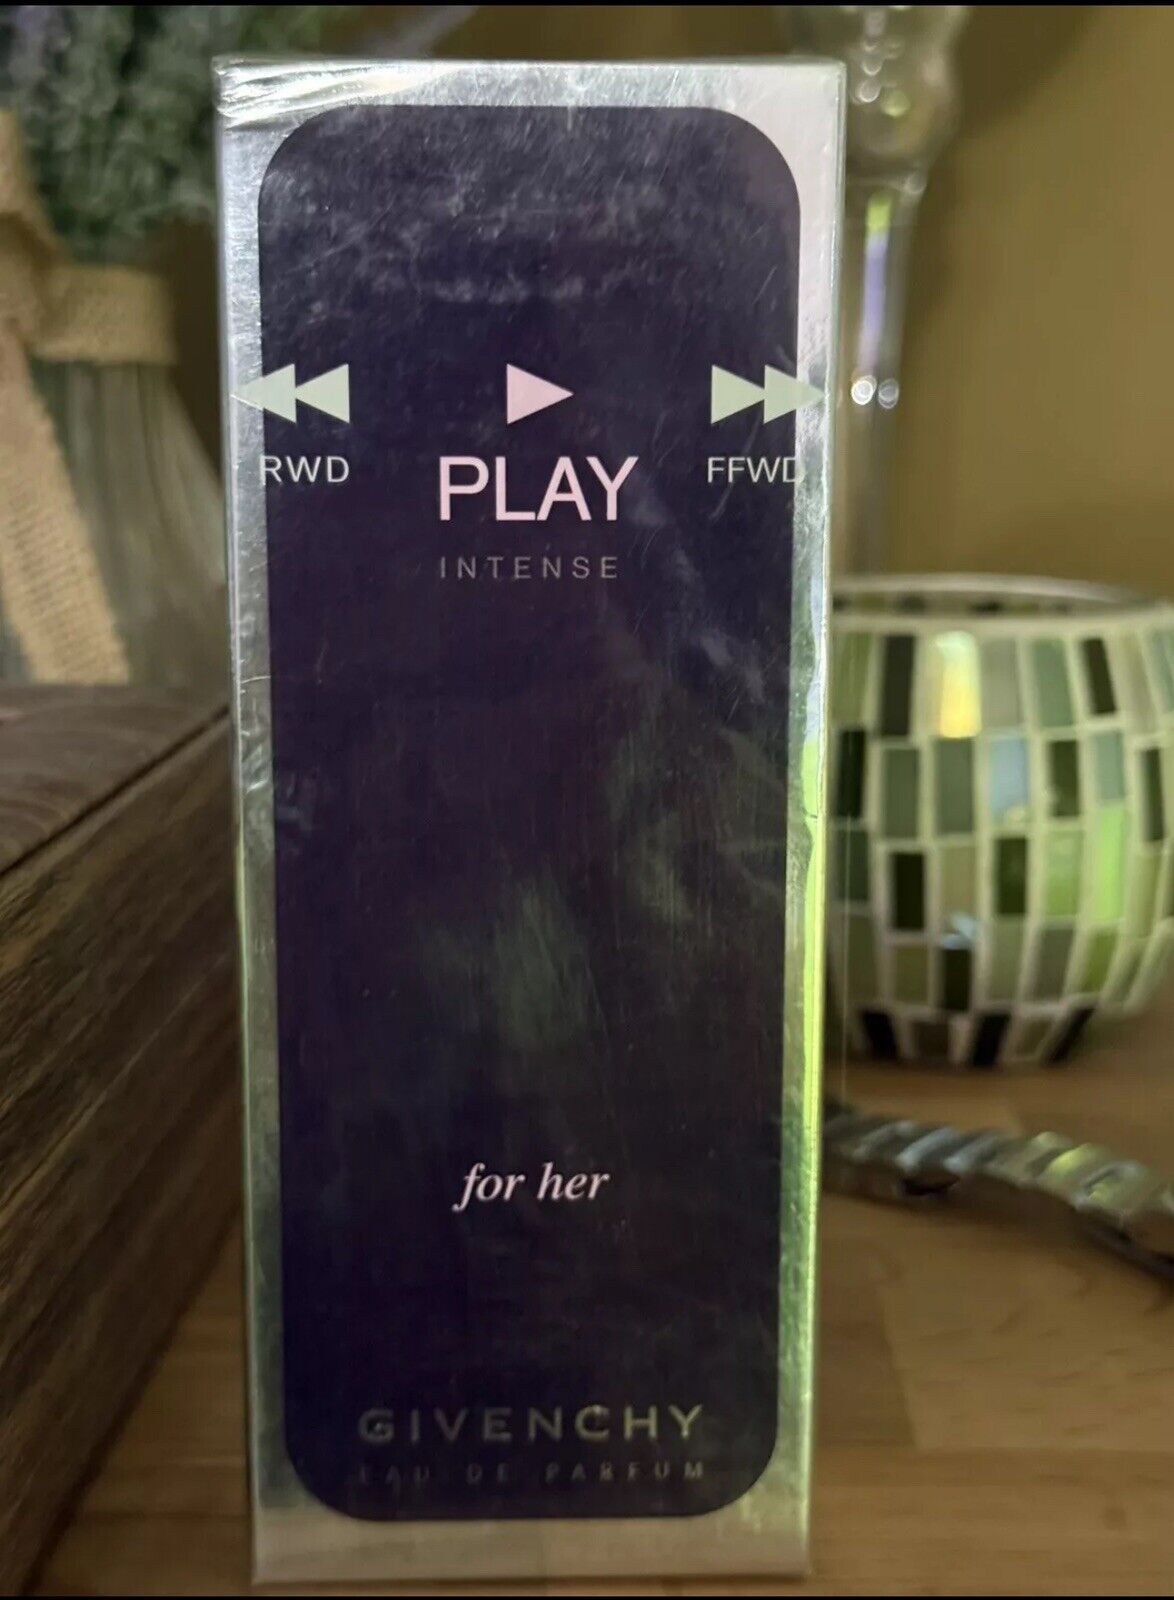 RWD PLAY FFWD
INTENSE
for her
GIVENCHY
EAU DE PARFUM